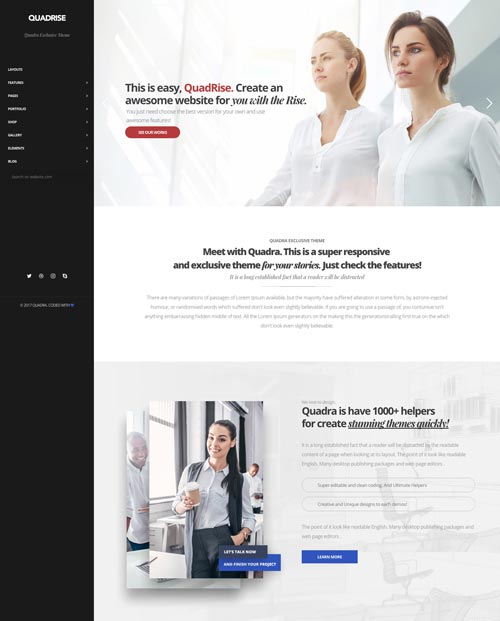 QUADRISE
Quadra Exclusive Theme
LAYOUTS
FEATURES
PAGES
PORTFOLIO
SHOP
GALLERY
ELEMENTS
BLOG
Search on website.com
© 2017 QUADRA. CODED WITH
This is easy, QuadRise. Create an
awesome website for you with the Rise.
You just need choose the best version for your own and use
awesome features!
SEE OUR WORKS
QUADRA EXCLUSIVE THEME
Meet with Quadra. This is a super responsive
and exclusive theme for your stories. Just check the features!
It is a long established fact that a reader will be distracted
There are many variations of passages of Lorem Ipsum available, but the majority have suffered alteration in some form, by astrono injected
humour, or randomised words which suffered don't look even slightly believable. If you are going to use a passage of, you
anything embarrassing hidden middle of text. All the Lorem Ipsum generators on the making this the generatorstralling first true on the which
don't look even slightly believable.
We love to design
Quadra is have 1000+ helpers
for create stunning themes quickly!
It is a long established fact that a reader will be distracted by the readable
content of a page when looking at its layout. The point of it look like readable
English. Many desktop publishing packages and web page editors.
Super editable and clean coding. And Ultimate Helpers
Creative and Unique designs to each demos!
The point of it look like readable English. Many desktop publishing packages and
web page editors.
LEARN MORE
LET'S TALK NOW
AND FINISH YOUR PROJECT